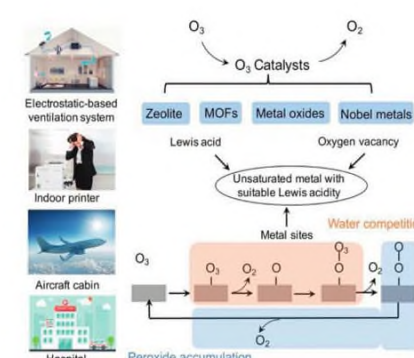 O3
O2
O3 Catalysts
Zeolite
MOFs
Metal oxides
Nobel metals
Electrostatic-based
ventilation system
Lewis acid
Oxygen vacancy
Unsaturated metal with
suitable Lewis acidity
Indoor printer
Metal sites
Water competiti
O3
O3
O2
O
O3
O
O2
O
O
Aircraft cabin
O2
Hospital
Peroxide accumulation